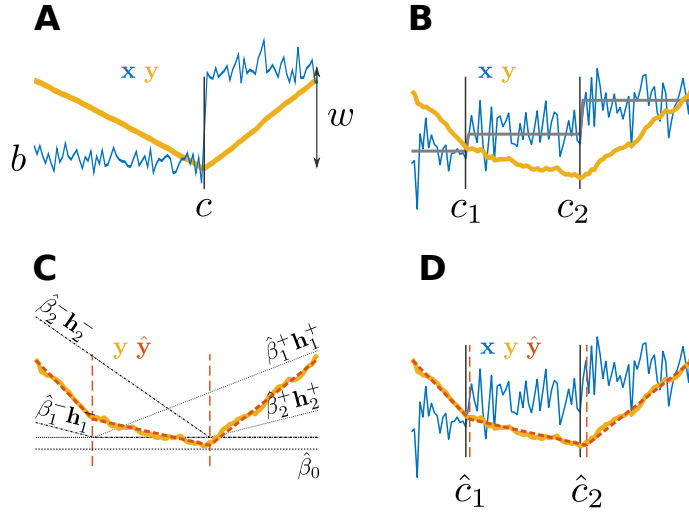 A
x y
b
w
c
B
x y
c₁
c₂
C
β̂₂⁻h₂⁻
y ŷ
β̂₁⁺h₁⁺
β̂₁⁻h₁⁻
β̂₂⁺h₂⁺
β̂₀
D
x y ŷ
ĉ₁
ĉ₂